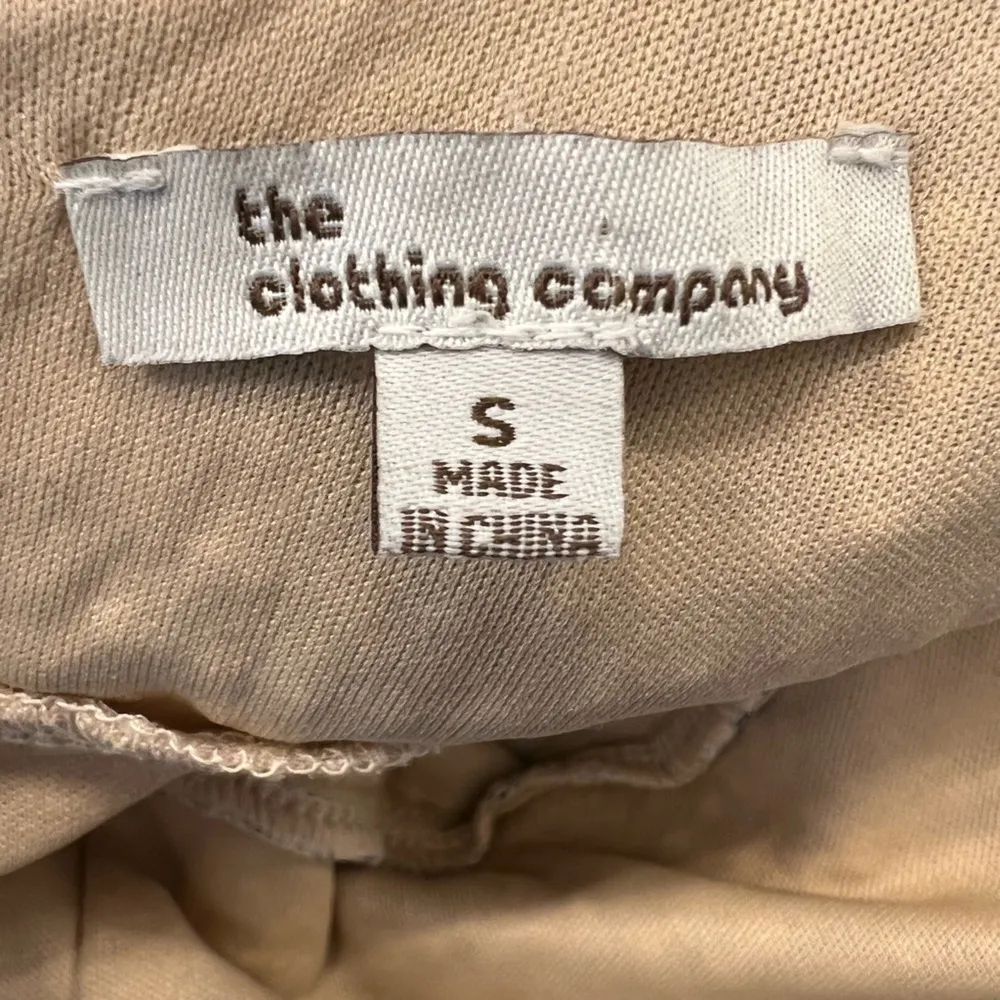 the
clothing company
S
MADE
IN CHINA